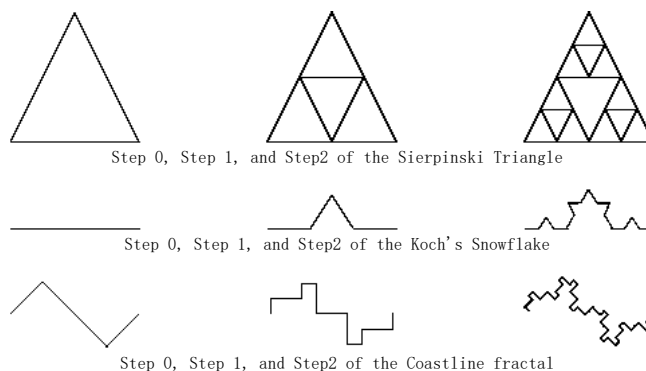 Step 0, Step 1, and Step2 of the Sierpinski Triangle
Step 0, Step 1, and Step2 of the Koch's Snowflake
Step 0, Step 1, and Step2 of the Coastline fractal